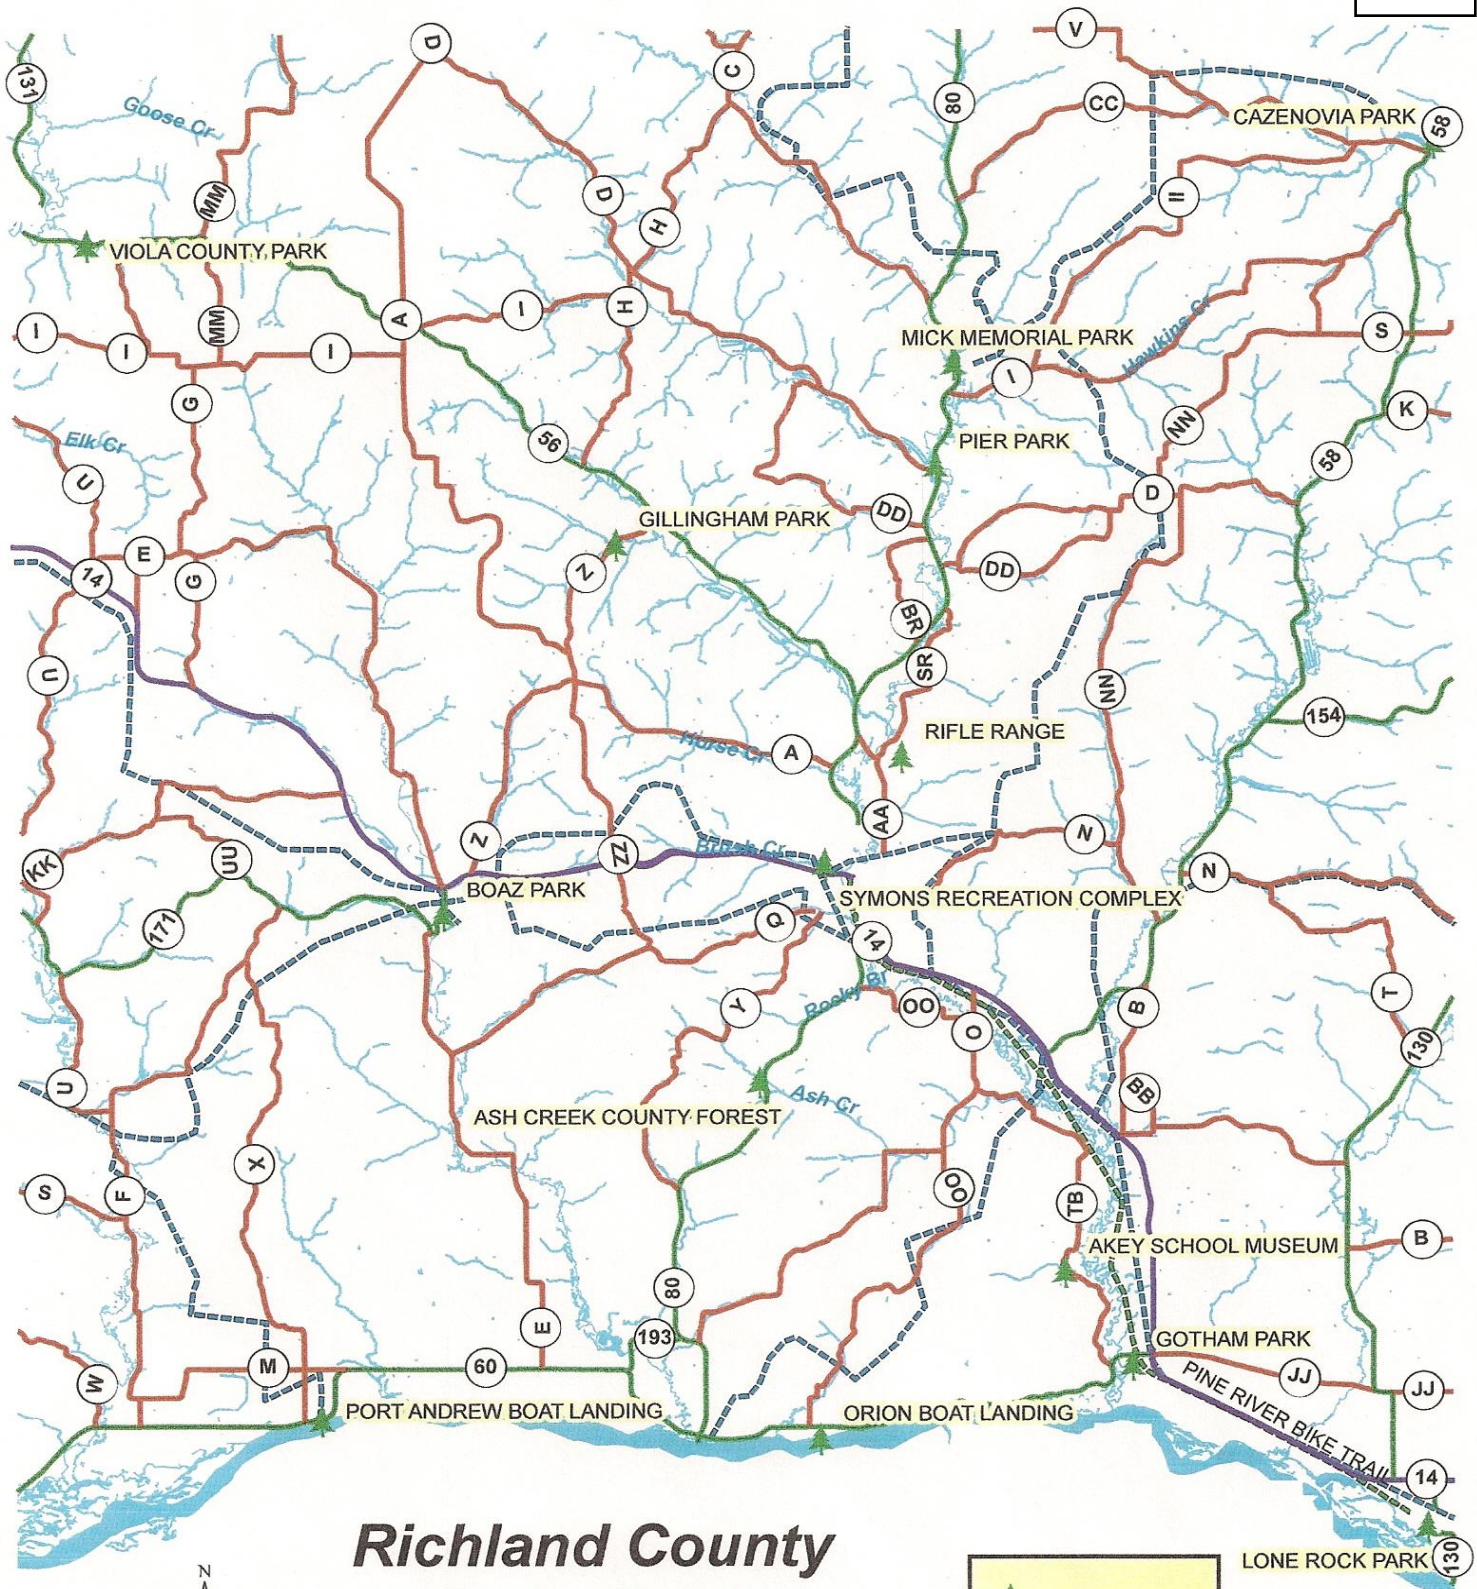 D
V
C
131
80
CC
Goose Cr
CAZENOVIA PARK
58
MM
D
II
H
VIOLA COUNTY PARK
I
H
A
I
MM
I
I
S
MICK MEMORIAL PARK
Hawkins Cr
I
G
K
NN
Elk Cr
56
PIER PARK
58
U
D
DD
GILLINGHAM PARK
E
14
G
Z
DD
BR
SR
U
NN
154
RIFLE RANGE
Horse Cr
A
AA
Z
N
ZZ
Brush Cr
UU
KK
N
BOAZ PARK
SYMONS RECREATION COMPLEX
171
Q
14
Rocky Br
T
Y
OO
B
O
130
U
BB
Ash Cr
ASH CREEK COUNTY FOREST
X
S
F
OO
TB
B
AKEY SCHOOL MUSEUM
80
E
193
GOTHAM PARK
M
60
W
JJ
JJ
PINE RIVER BIKE TRAIL
PORT ANDREW BOAT LANDING
ORION BOAT LANDING
14
Richland County
LONE ROCK PARK
130
N